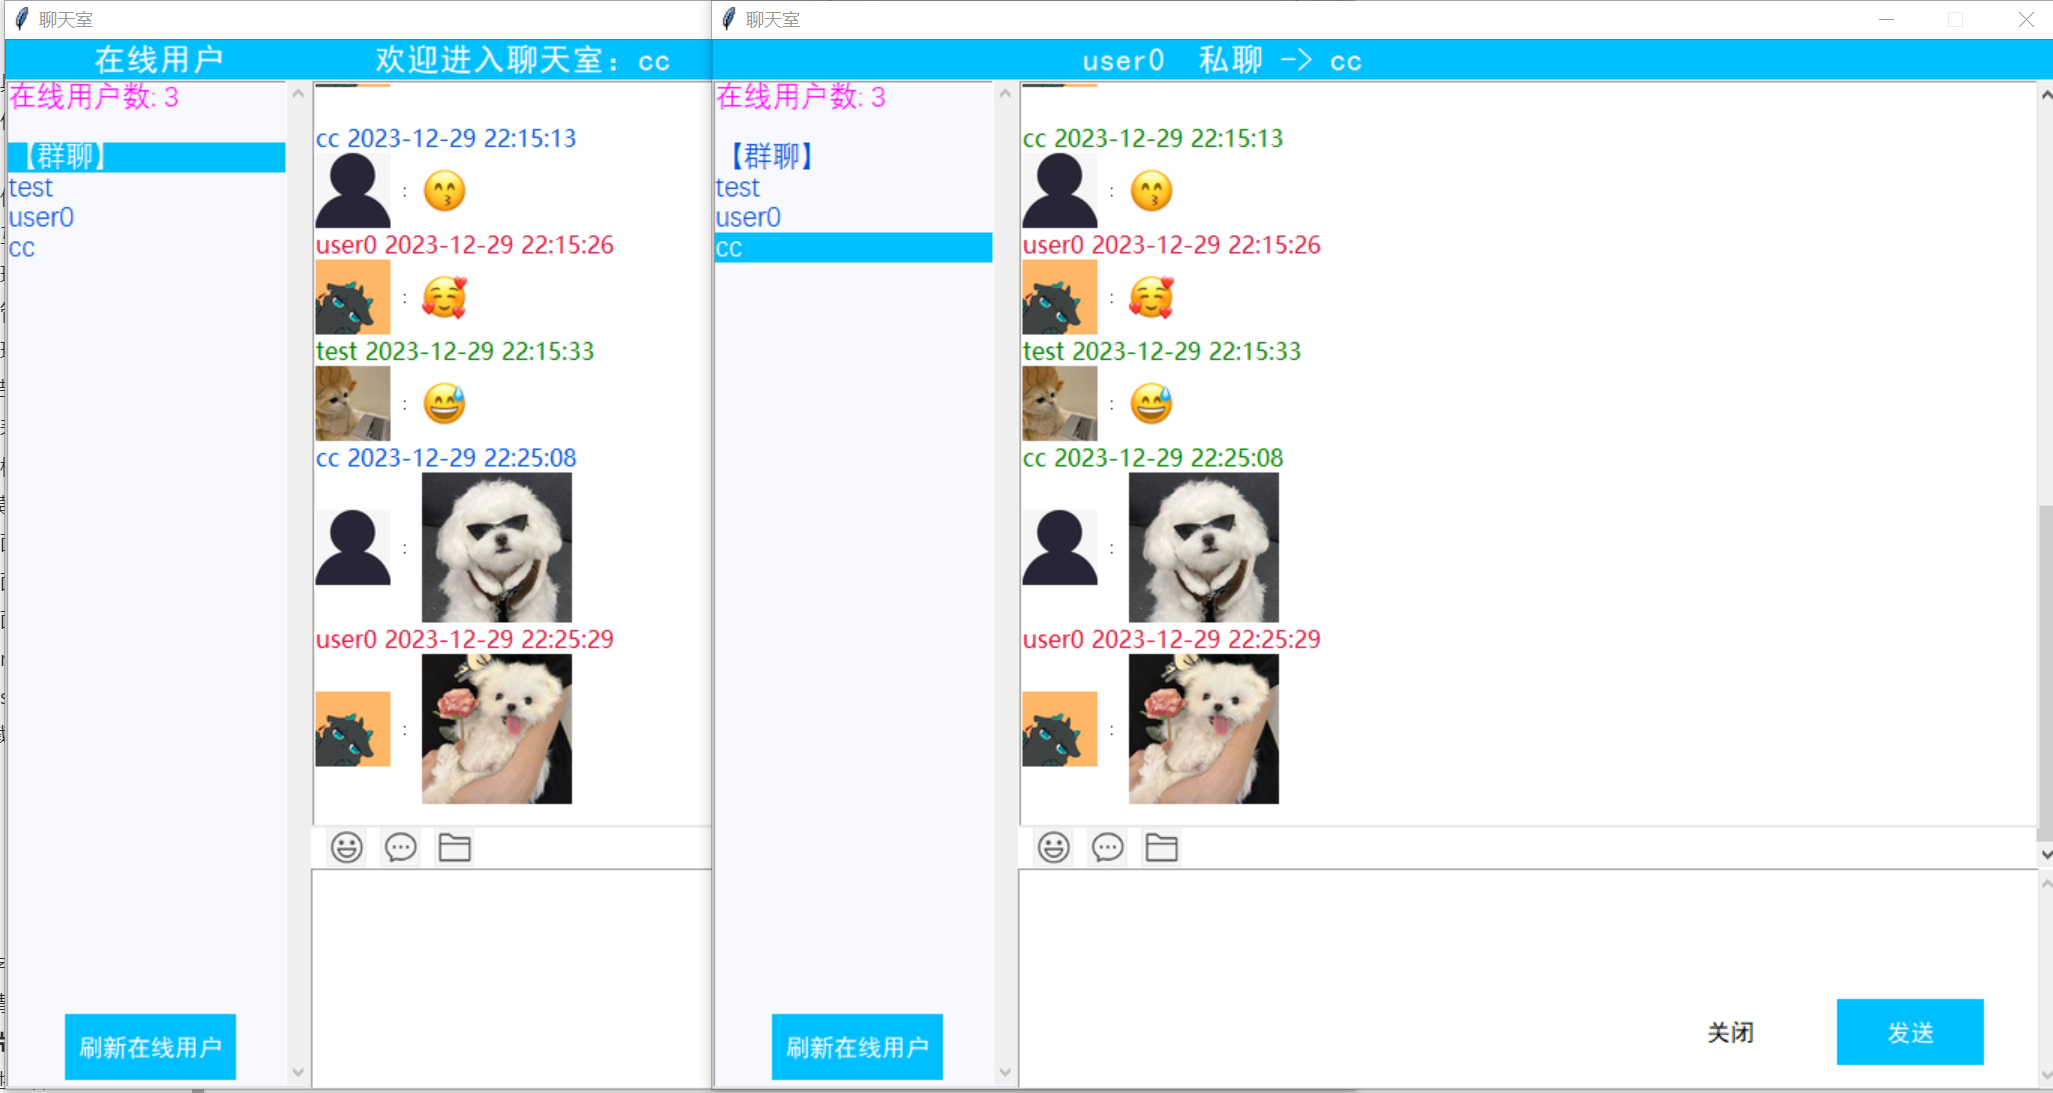 聊天室
在线用户
欢迎进入聊天室：cc
在线用户数: 3
【群聊】
test
user0
cc
cc 2023-12-29 22:15:13
:
user0 2023-12-29 22:15:26
:
test 2023-12-29 22:15:33
:
cc 2023-12-29 22:25:08
:
user0 2023-12-29 22:25:29
:
刷新在线用户
聊天室
user0 私聊 -> cc
在线用户数: 3
【群聊】
test
user0
cc
cc 2023-12-29 22:15:13
:
user0 2023-12-29 22:15:26
:
test 2023-12-29 22:15:33
:
cc 2023-12-29 22:25:08
:
user0 2023-12-29 22:25:29
:
刷新在线用户
关闭
发送